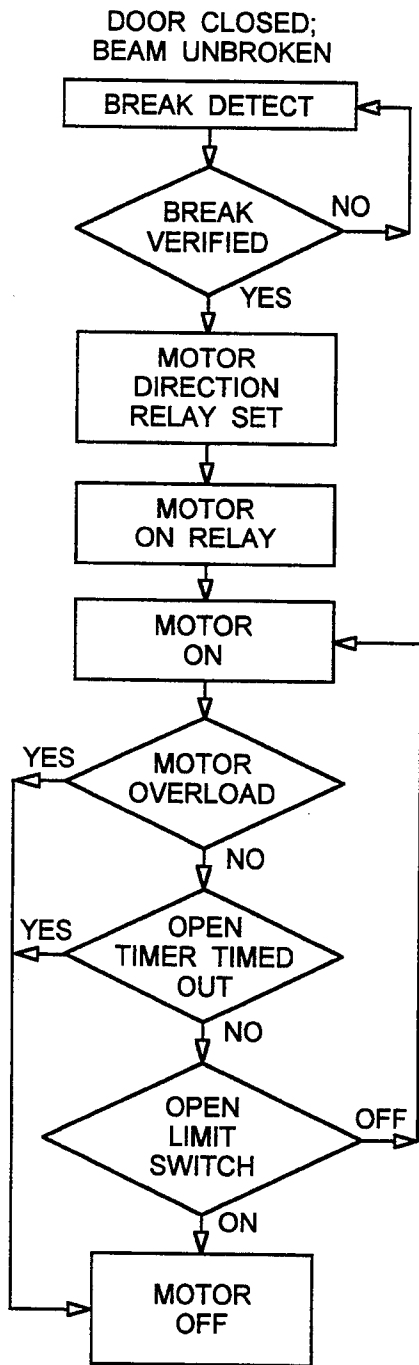 DOOR CLOSED;
BEAM UNBROKEN
BREAK DETECT
BREAK
VERIFIED
NO
YES
MOTOR
DIRECTION
RELAY SET
MOTOR
ON RELAY
MOTOR
ON
YES
MOTOR
OVERLOAD
NO
YES
OPEN
TIMER TIMED
OUT
NO
OPEN
LIMIT
SWITCH
OFF
ON
MOTOR
OFF